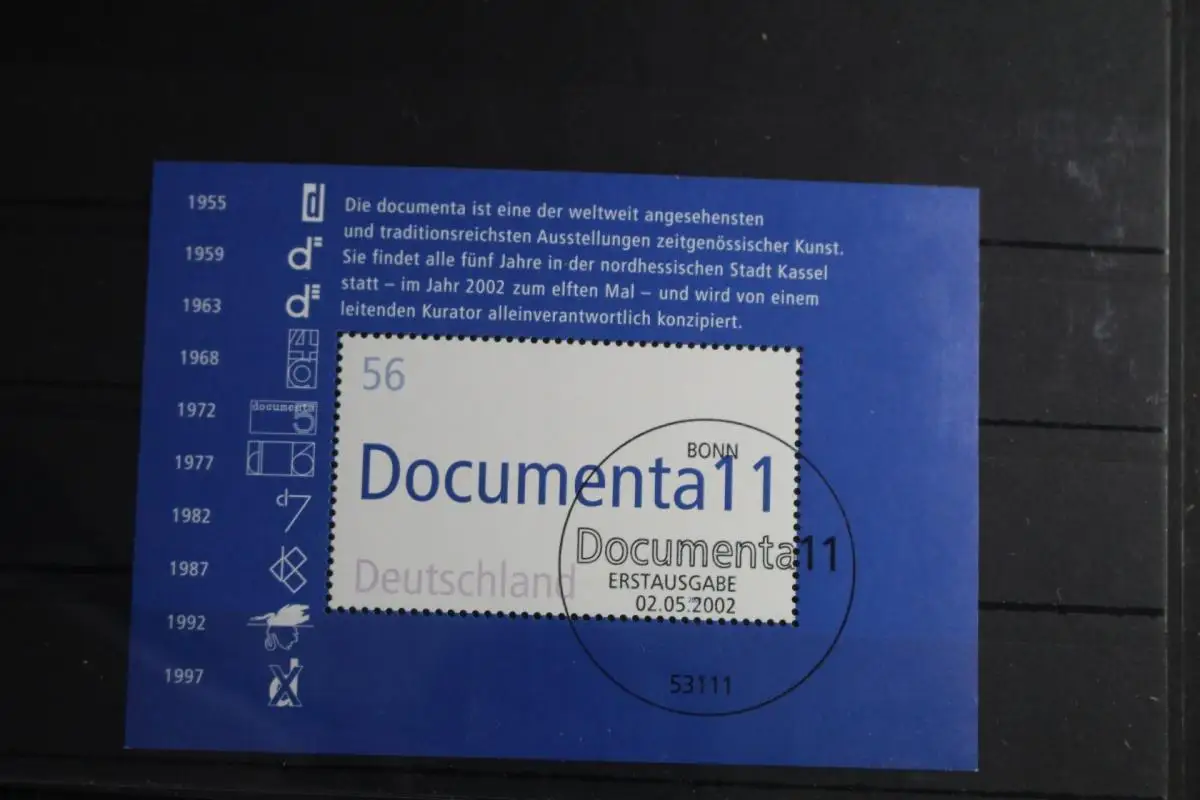 1955 d
1959 d
1963 d
1968 4 d
1972 documenta 5
1977 d 6
1982 d 7
1987
1992
1997 X d
Die documenta ist eine der weltweit angesehensten
und traditionsreichsten Ausstellungen zeitgenössischer Kunst.
Sie findet alle fünf Jahre in der nordhessischen Stadt Kassel
statt – im Jahr 2002 zum elften Mal – und wird von einem
leitenden Kurator alleinverantwortlich konzipiert.
56
Documenta11
Deutschland
BONN
Documenta11
ERSTAUSGABE
02.05.2002
53111